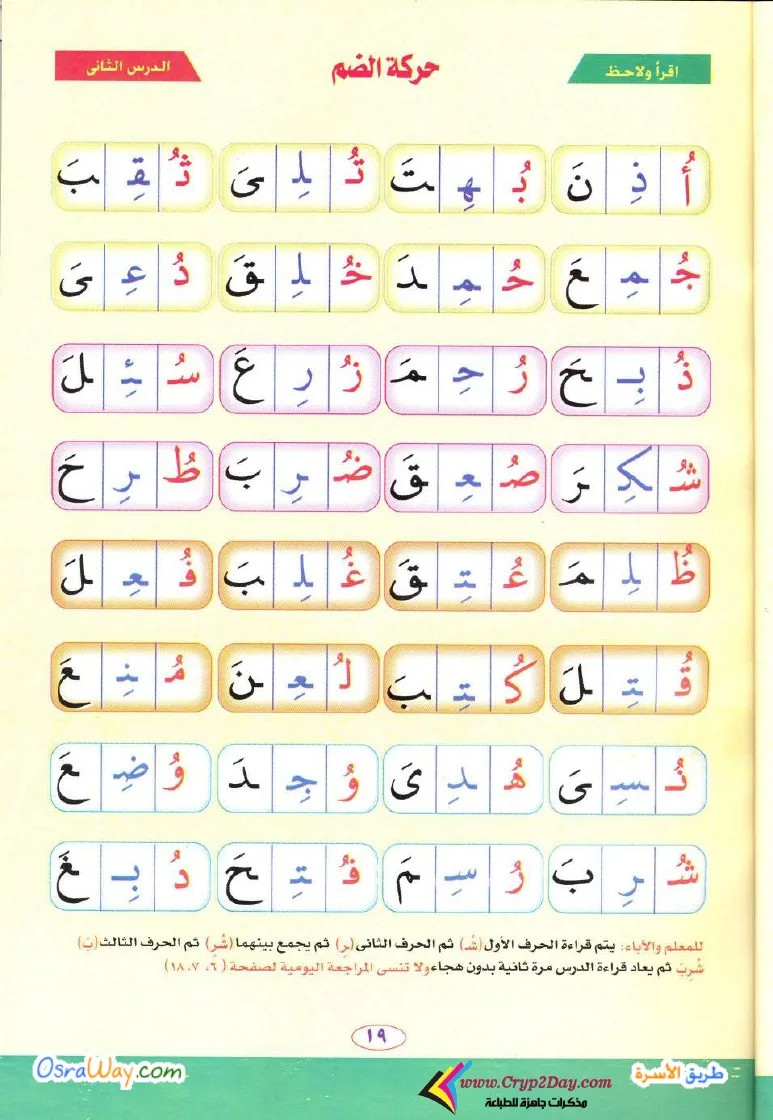 اقرأ ولاحظ حركة الضم الدرس الثانى
أُ ذِ نَ بُ هِ تَ تُ لِ ىَ ثُ قِ بَ
جُ مِ عَ حُ مِ دَ خُ لِ قَ دُ عِ ىَ
ذُ بِ حَ رُ حِ مَ زُ رِ عَ سُ ئِ لَ
شُ كِ رَ صُ عِ قَ ضُ رِ بَ طُ رِ حَ
ظُ لِ مَ عُ تِ قَ غُ لِ بَ فُ عِ لَ
قُ تِ لَ كُ تِ بَ لُ عِ نَ مُ نِ عَ
نُ سِ ىَ هُ دِ ىَ وُ جِ دَ وُ ضِ عَ
شُ رِ بَ رُ سِ مَ فُ تِ حَ دُ بِ غَ
للمعلم والآباء: يتم قراءة الحرف الأول (شُ) ثم الحرف الثانى (رِ) ثم يجمع بينهما (شُرِ) ثم الحرف الثالث (بَ)
شُرِبَ ثم يعاد قراءة الدرس مرة ثانية بدون هجاء ولا تنسى المراجعة اليومية لصفحة (٦، ٧، ١٨)
١٩
طريق الأسرة www.Cryp2Day.com OsraWay.com
مذكرات جاهزة للطباعة